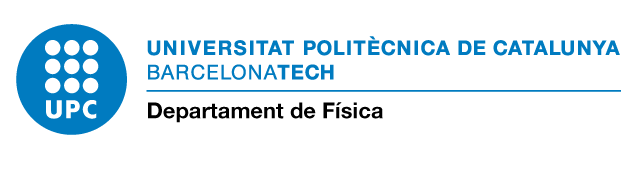 UPC
UNIVERSITAT POLITÈCNICA DE CATALUNYA
BARCELONATECH
Departament de Física